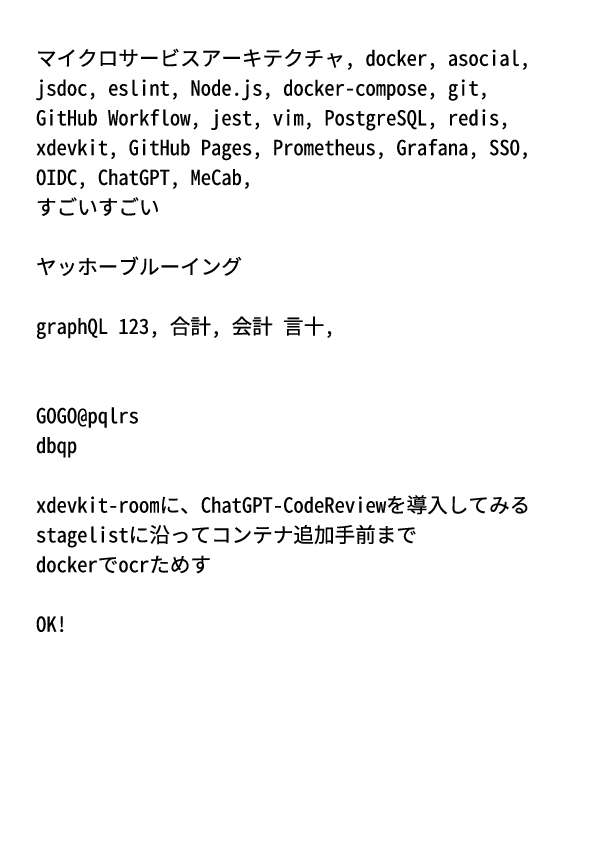 マイクロサービスアーキテクチャ, docker, asocial,
jsdoc, eslint, Node.js, docker-compose, git,
GitHub Workflow, jest, vim, PostgreSQL, redis,
xdevkit, GitHub Pages, Prometheus, Grafana, SSO,
OIDC, ChatGPT, MeCab,
すごいすごい
ヤッホーブルーイング
graphQL 123, 合計, 会計 言十,
GOGO@pqlrs
dbqp
xdevkit-roomに、ChatGPT-CodeReviewを導入してみる
stagelistに沿ってコンテナ追加手前まで
dockerでocrためす
OK!